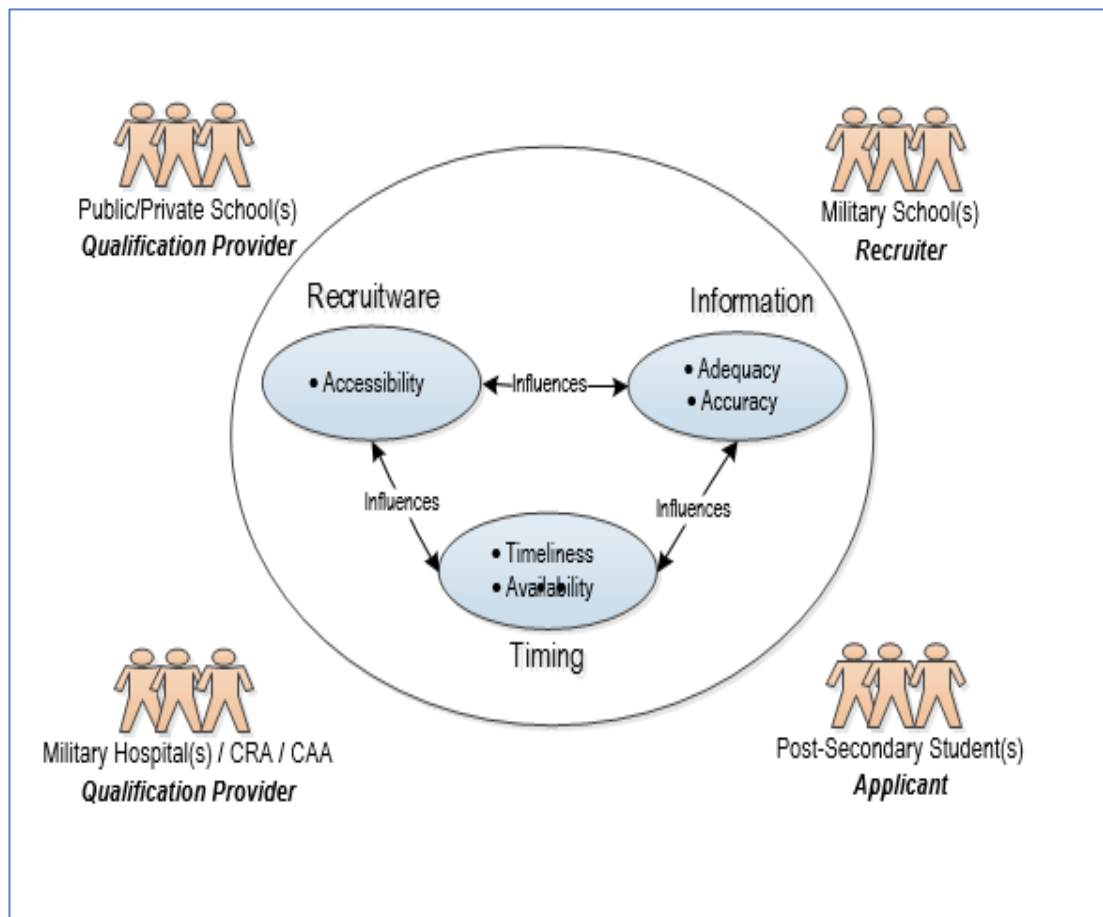 Public/Private School(s)
Qualification Provider
Military School(s)
Recruiter
Recruitware
• Accessibility
Influences
Information
• Adequacy
• Accuracy
Influences
Influences
• Timeliness
• Availability
Timing
Military Hospital(s) / CRA / CAA
Qualification Provider
Post-Secondary Student(s)
Applicant